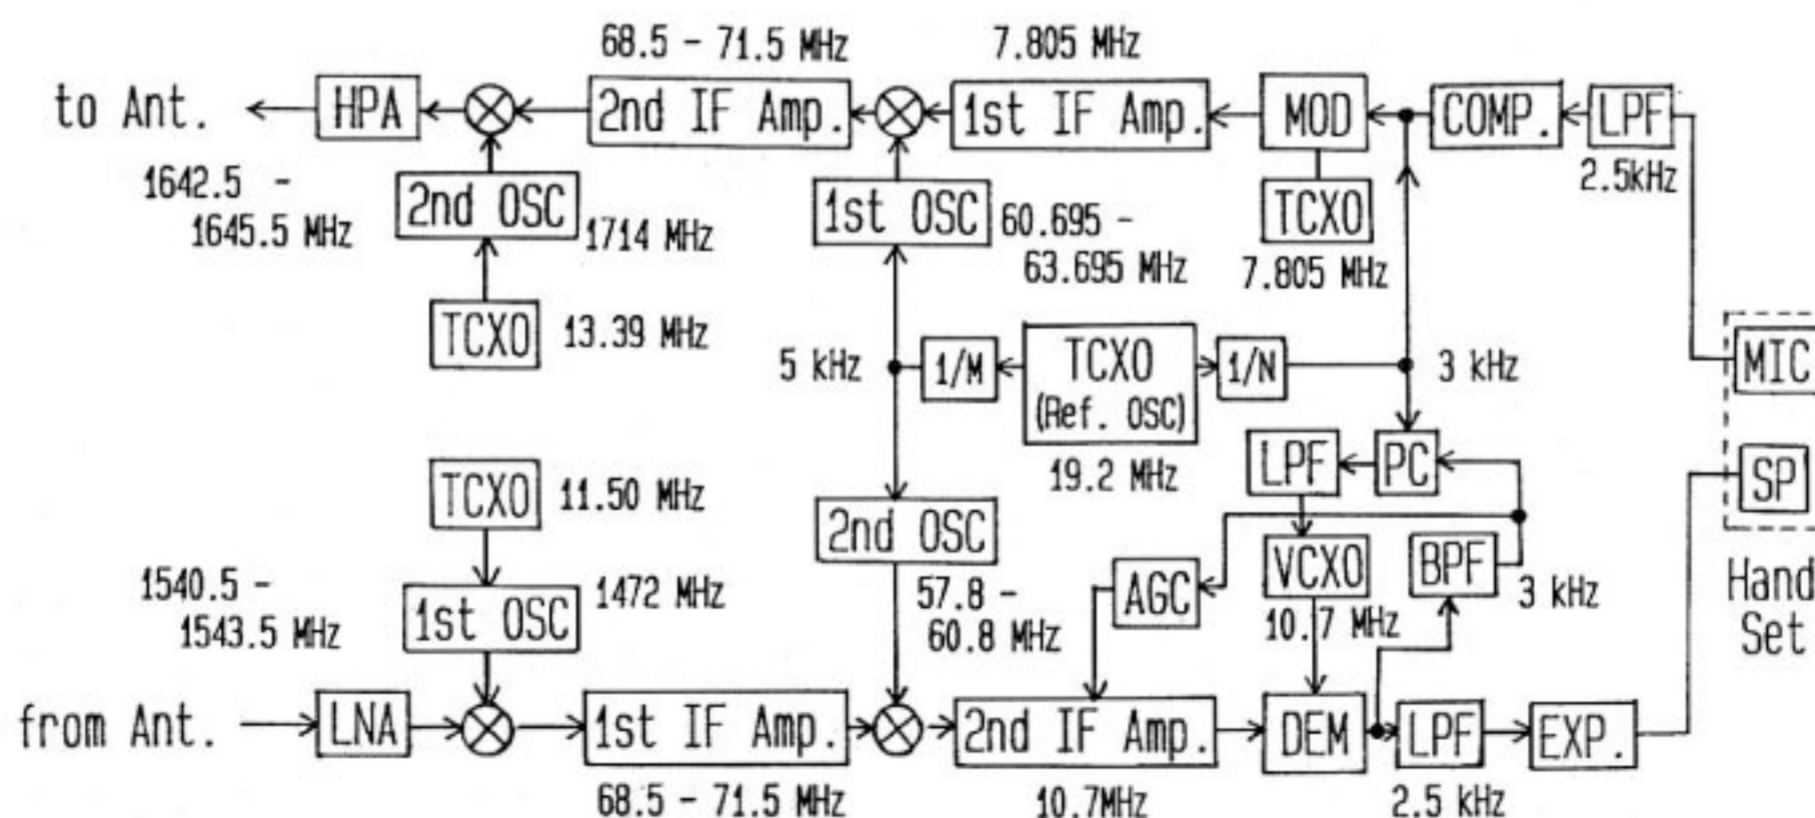 68.5 - 71.5 MHz
7.805 MHz
to Ant.
HPA
2nd IF Amp.
1st IF Amp.
MOD
COMP.
LPF
2.5kHz
1642.5 -
1645.5 MHz
2nd OSC
1714 MHz
1st OSC
60.695 -
63.695 MHz
TCXO
7.805 MHz
TCXO
13.39 MHz
5 kHz
1/M
TCXO
(Ref. OSC)
19.2 MHz
1/N
3 kHz
MIC
TCXO
11.50 MHz
LPF
PC
SP
2nd OSC
57.8 -
60.8 MHz
AGC
VCXO
10.7 MHz
BPF
3 kHz
Hand
Set
1540.5 -
1543.5 MHz
1st OSC
1472 MHz
from Ant.
LNA
1st IF Amp.
2nd IF Amp.
DEM
LPF
EXP.
68.5 - 71.5 MHz
10.7MHz
2.5 kHz